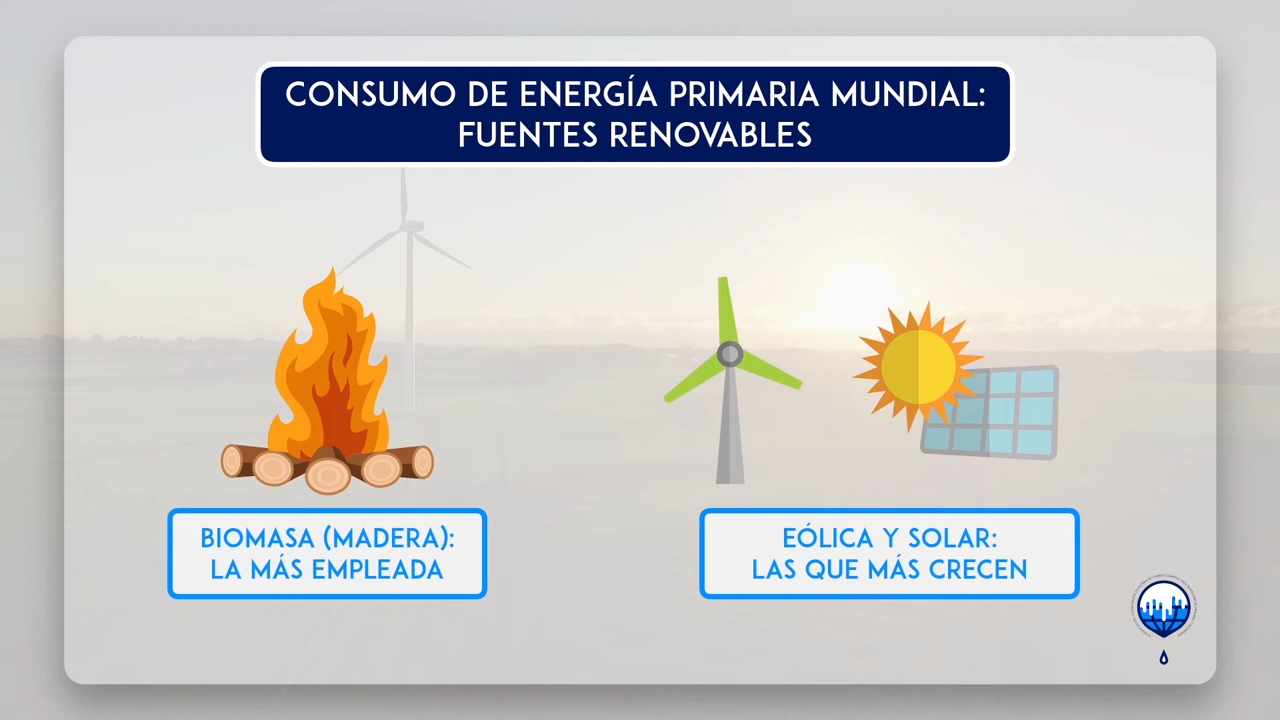 CONSUMO DE ENERGÍA PRIMARIA MUNDIAL:
FUENTES RENOVABLES
BIOMASA (MADERA):
LA MÁS EMPLEADA
EÓLICA Y SOLAR:
LAS QUE MÁS CRECEN